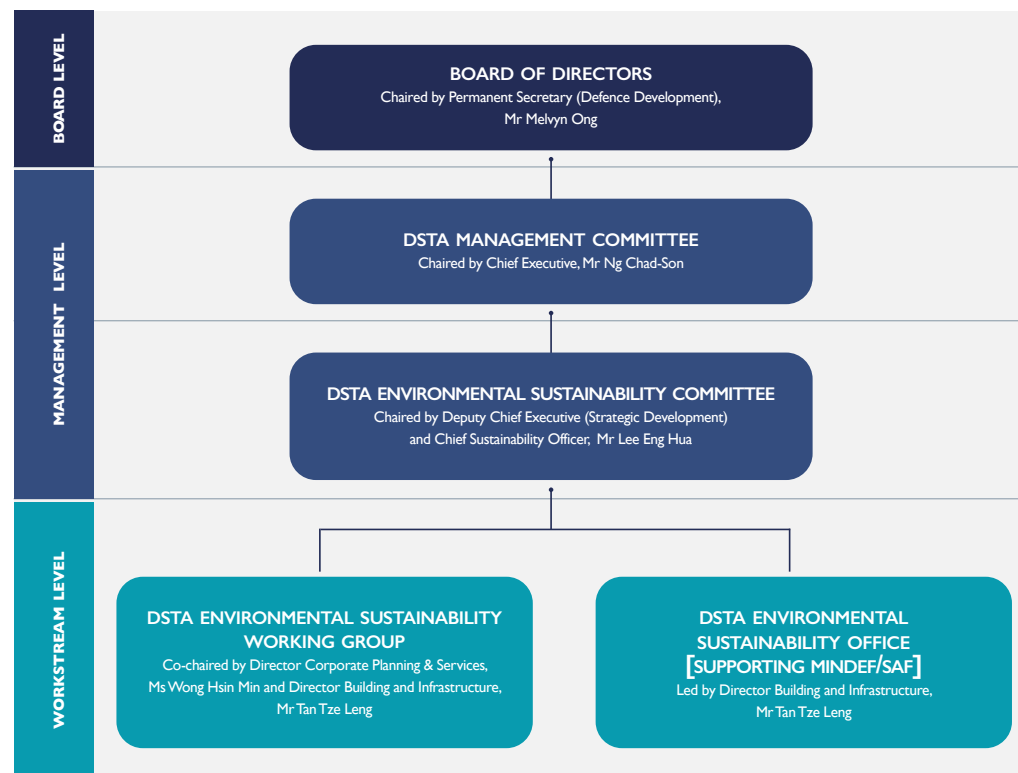 BOARD LEVEL
BOARD OF DIRECTORS
Chaired by Permanent Secretary (Defence Development),
Mr Melvyn Ong
MANAGEMENT LEVEL
DSTA MANAGEMENT COMMITTEE
Chaired by Chief Executive, Mr Ng Chad-Son
DSTA ENVIRONMENTAL SUSTAINABILITY COMMITTEE
Chaired by Deputy Chief Executive (Strategic Development)
and Chief Sustainability Officer, Mr Lee Eng Hua
WORKSTREAM LEVEL
DSTA ENVIRONMENTAL SUSTAINABILITY
WORKING GROUP
Co-chaired by Director Corporate Planning & Services,
Ms Wong Hsin Min and Director Building and Infrastructure,
Mr Tan Tze Leng
DSTA ENVIRONMENTAL
SUSTAINABILITY OFFICE
[SUPPORTING MINDEF/SAF]
Led by Director Building and Infrastructure,
Mr Tan Tze Leng